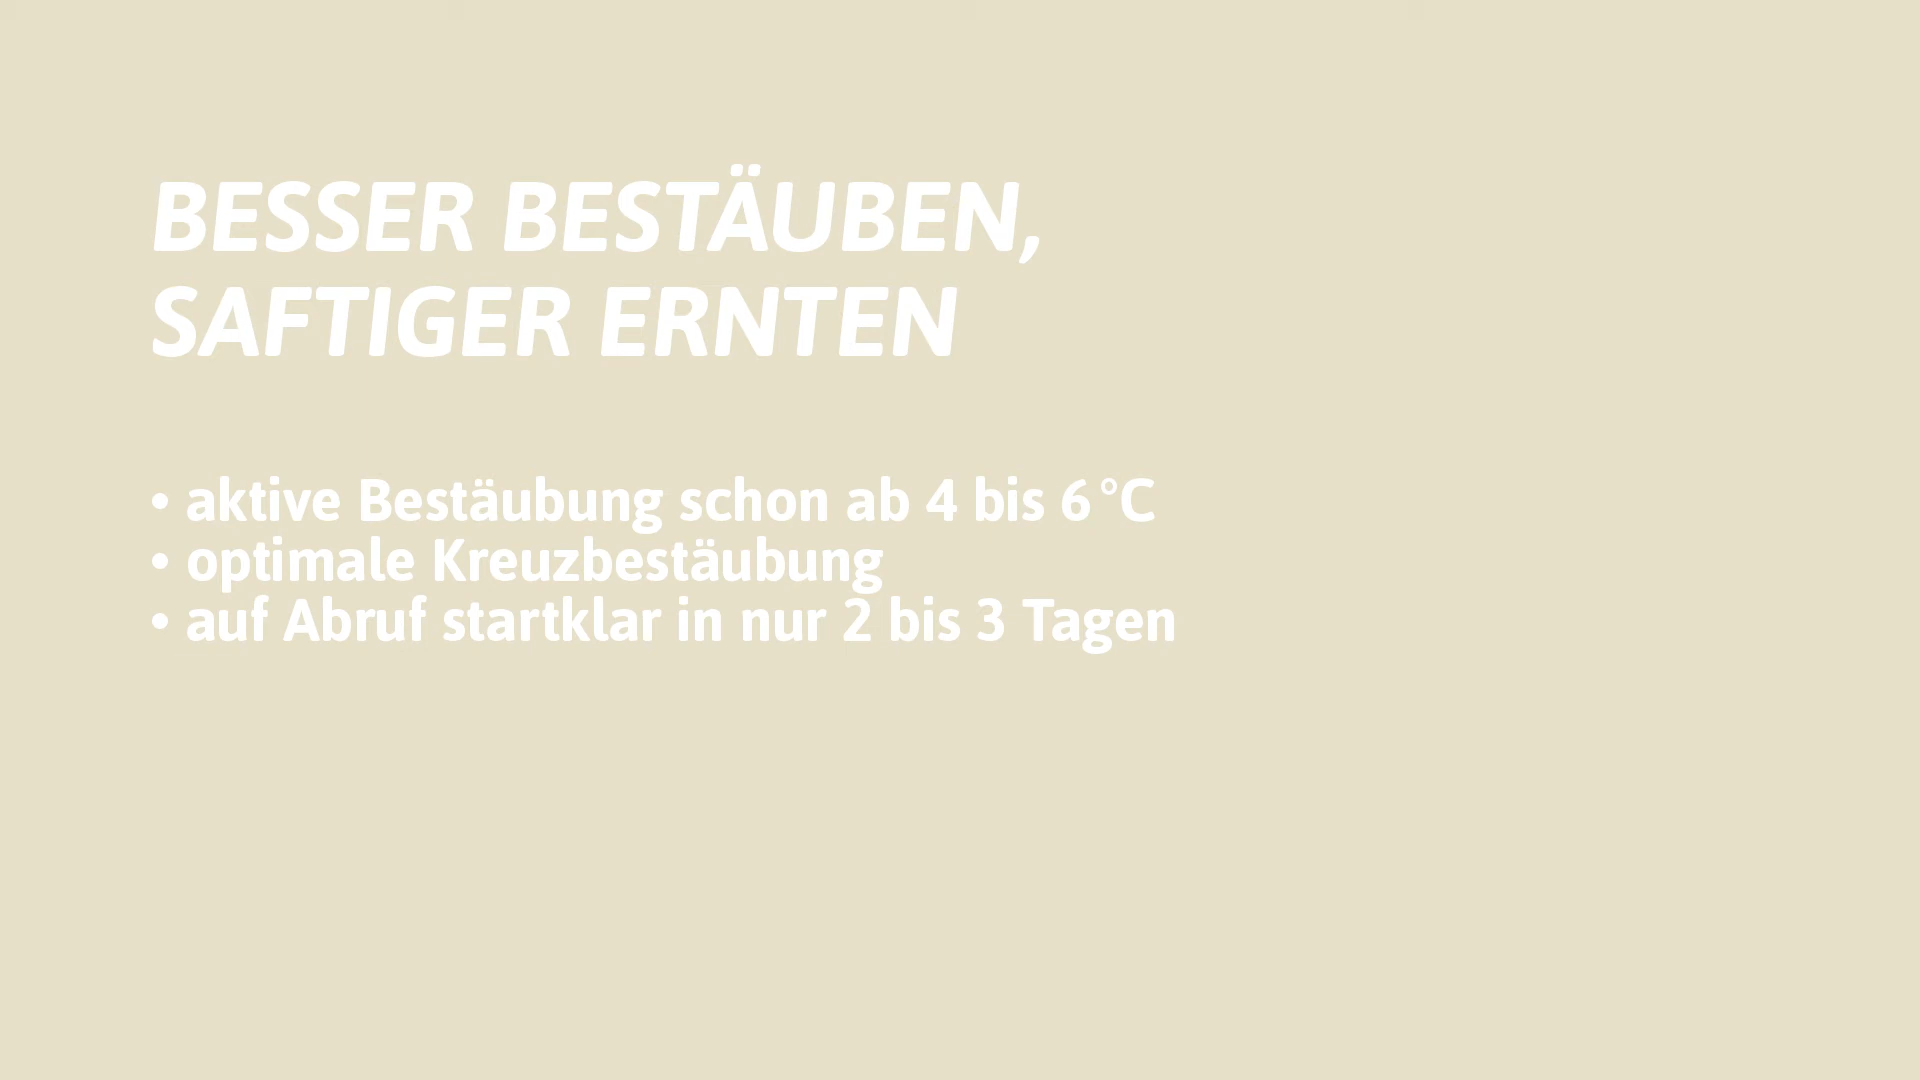 BESSER BESTÄUBEN,
SAFTIGER ERNTEN
• aktive Bestäubung schon ab 4 bis 6 °C
• optimale Kreuzbestäubung
• auf Abruf startklar in nur 2 bis 3 Tagen